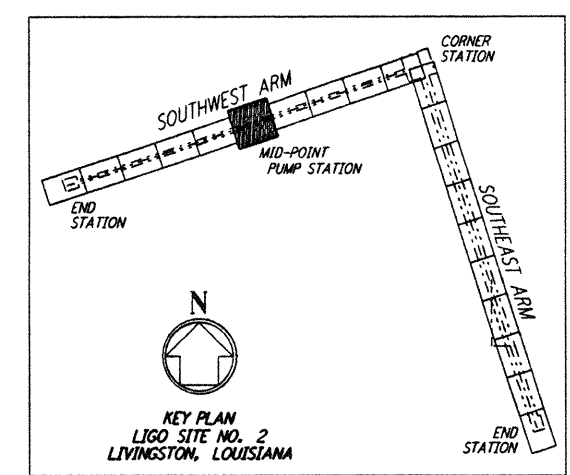 CORNER
STATION
SOUTHWEST ARM
MID-POINT
PUMP STATION
END
STATION
SOUTHEAST ARM
N
KEY PLAN
LIGO SITE NO. 2
LIVINGSTON, LOUISIANA
END
STATION